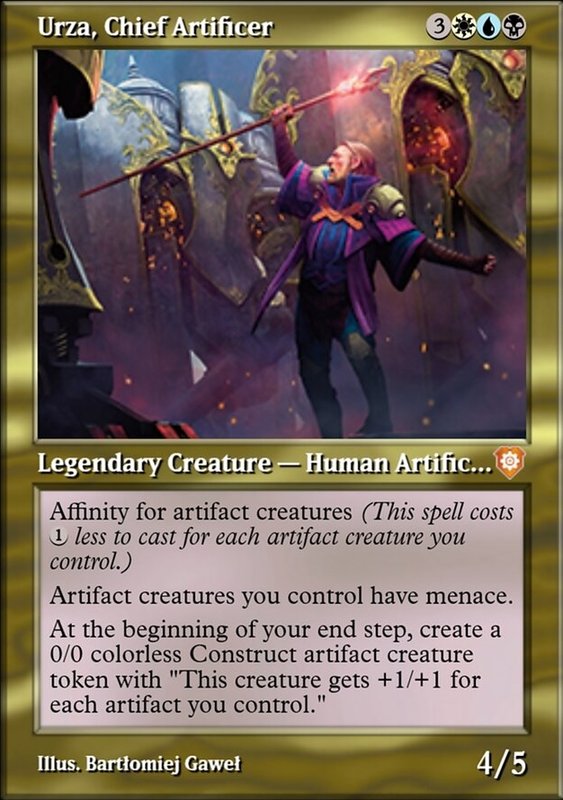 Urza, Chief Artificer 3
Legendary Creature — Human Artific...
Affinity for artifact creatures (This spell costs
1 less to cast for each artifact creature you
control.)
Artifact creatures you control have menace.
At the beginning of your end step, create a
0/0 colorless Construct artifact creature
token with "This creature gets +1/+1 for
each artifact you control."
Illus. Bartłomiej Gaweł 4/5